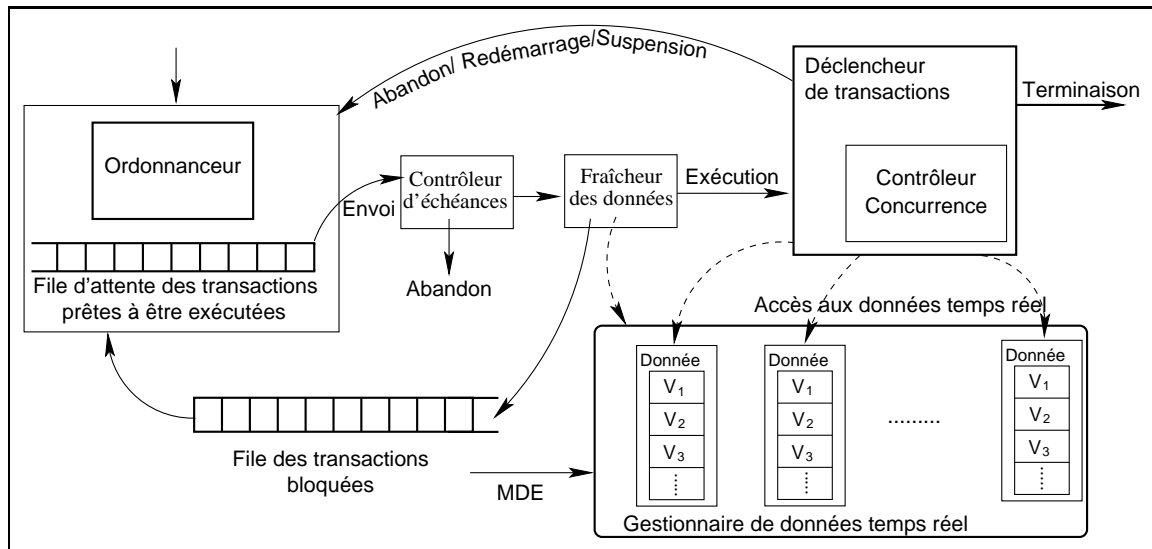 Abandon/ Redémarrage/Suspension
Déclencheur
de transactions
Terminaison
Ordonnanceur
Contrôleur
d'échéances
Fraîcheur
des données
Exécution
Contrôleur
Concurrence
Envoi
File d'attente des transactions
prêtes à être exécutées
Abandon
Accès aux données temps réel
Donnée
V1
V2
V3
Donnée
V1
V2
V3
.........
Donnée
V1
V2
V3
File des transactions
bloquées
MDE
Gestionnaire de données temps réel